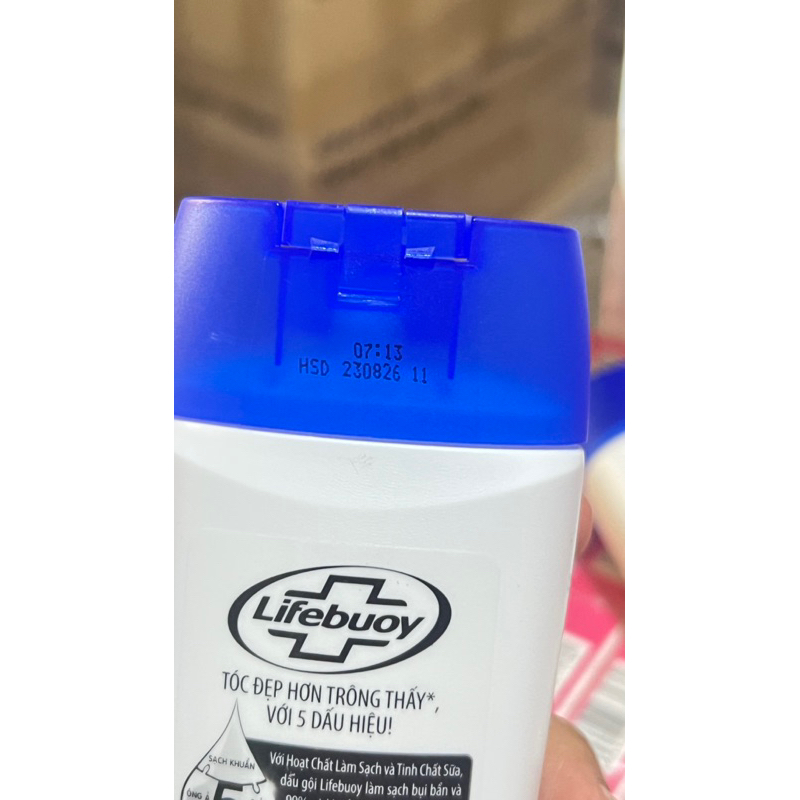 07:13
HSD 230826 11
Lifebuoy
TÓC ĐẸP HƠN TRÔNG THẤY*,
VỚI 5 DẤU HIỆU!
SẠCH KHUẨN
5
Với Hoạt Chất Làm Sạch và Tinh Chất Sữa,
dầu gội Lifebuoy làm sạch bụi bẩn và